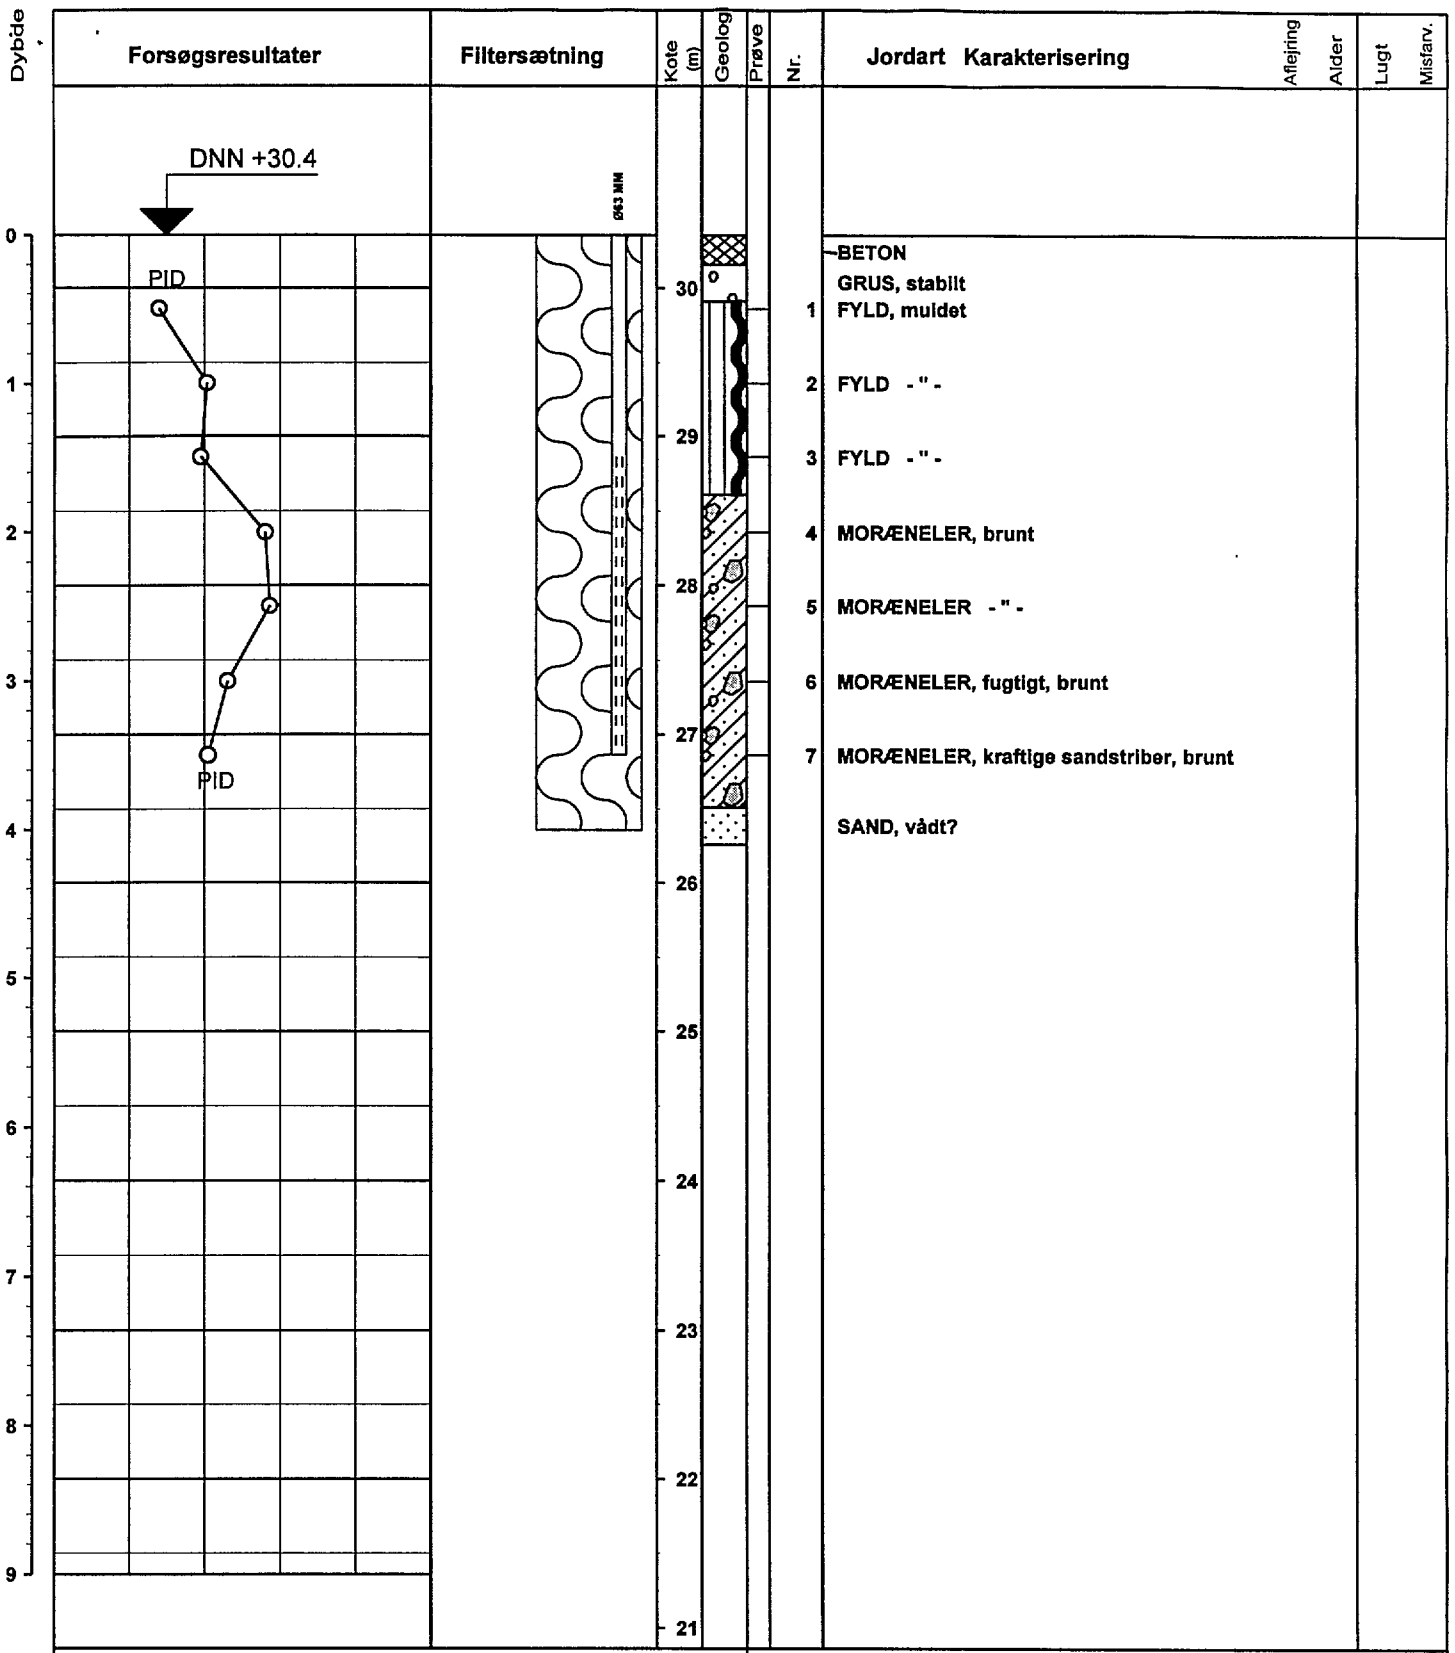 Dybde
Forsøgsresultater
Filtersætning
Kote (m)
Geologi
Prøve
Nr.
Jordart Karakterisering
Aflejring
Alder
Lugt
Misfarv.
DNN +30.4
Ø63 MM
0
BETON
PID
30
GRUS, stabilt
1 FYLD, muldet
1
2 FYLD - " -
29
3 FYLD - " -
2
4 MORÆNELER, brunt
28
5 MORÆNELER - " -
3
6 MORÆNELER, fugtigt, brunt
27
7 MORÆNELER, kraftige sandstriber, brunt
PID
4
SAND, vådt?
26
5
25
6
24
7
23
8
22
9
21